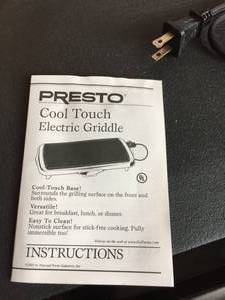 PRESTO
Cool Touch
Electric Griddle
Cool-Touch Base!
Surrounds the grilling surface on the front and
both sides.
Versatile!
Great for breakfast, lunch, or dinner.
Easy To Clean!
Nonstick surface for stick-free cooking. Fully
immersible too!
INSTRUCTIONS